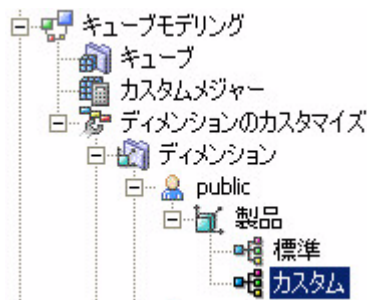 キューブモデリング
キューブ
カスタムメジャー
ディメンションのカスタマイズ
ディメンション
public
製品
標準
カスタム